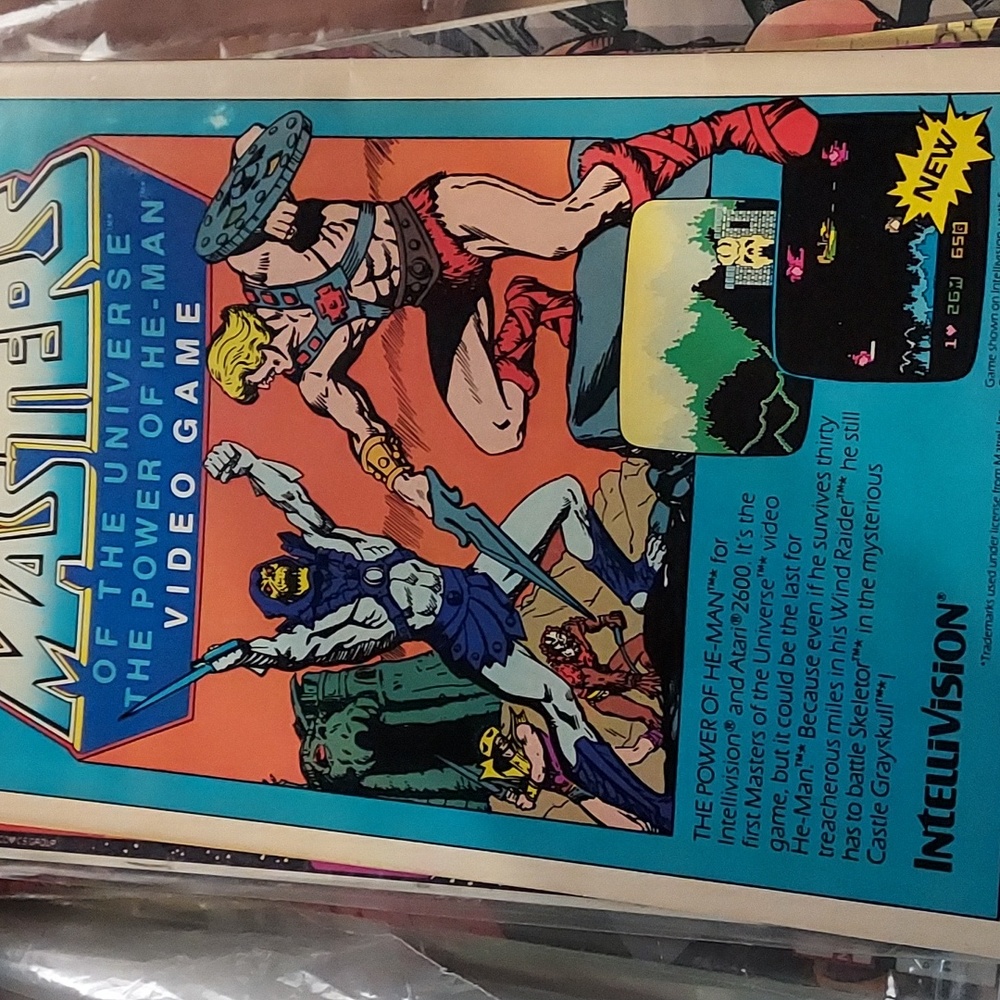 MASTERS
OF THE UNIVERSE™
THE POWER OF HE-MAN™
VIDEO GAME
NEW
1 26M 650
THE POWER OF HE-MAN™* for
Intellivision® and Atari® 2600. It's the
first Masters of the Universe™* video
game, but it could be the last for
He-Man.™* Because even if he survives thirty
treacherous miles in his Wind Raider™* he still
has to battle Skeletor™* in the mysterious
Castle Grayskull™*!
INTELLIVISION®
Game shown on Intellivision
*Trademarks used under license from